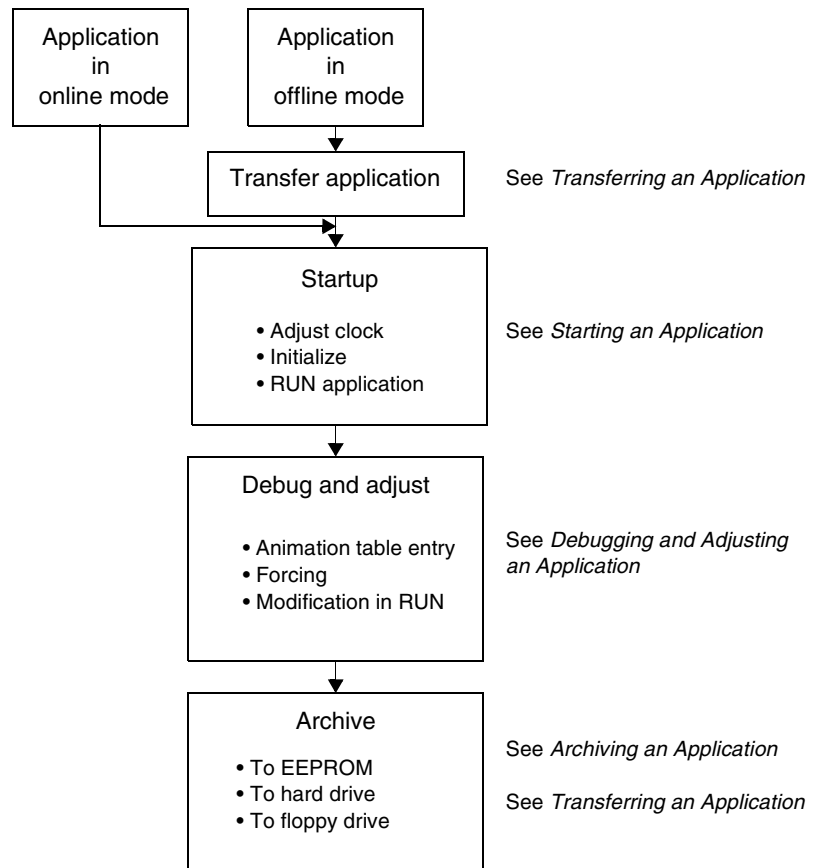 Application
in
online mode
Application
in
offline mode
Transfer application
See Transferring an Application
Startup
• Adjust clock
• Initialize
• RUN application
See Starting an Application
Debug and adjust
• Animation table entry
• Forcing
• Modification in RUN
See Debugging and Adjusting
an Application
Archive
• To EEPROM
• To hard drive
• To floppy drive
See Archiving an Application
See Transferring an Application